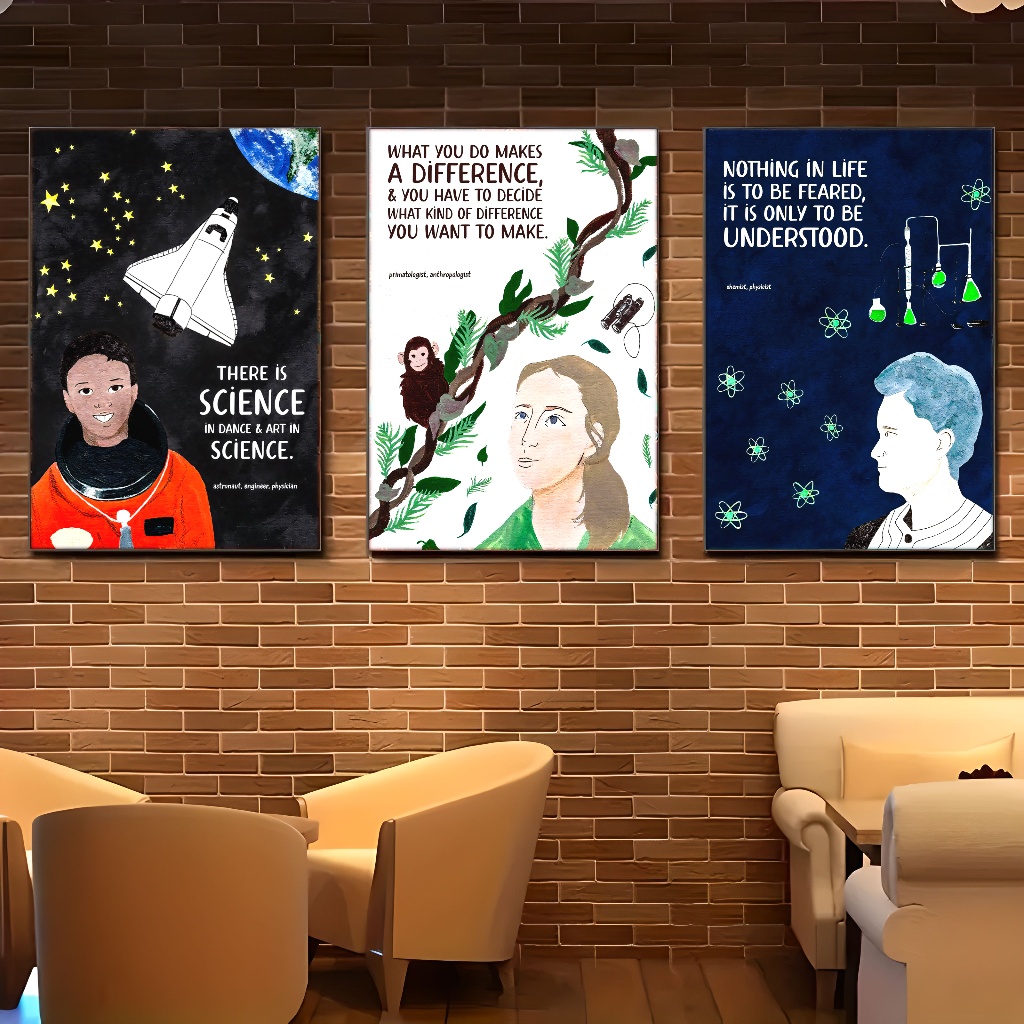 THERE IS
SCIENCE
IN DANCE & ART IN
SCIENCE.
astronaut, engineer, physician
WHAT YOU DO MAKES
A DIFFERENCE,
& YOU HAVE TO DECIDE
WHAT KIND OF DIFFERENCE
YOU WANT TO MAKE.
primatologist, anthropologist
NOTHING IN LIFE
IS TO BE FEARED,
IT IS ONLY TO BE
UNDERSTOOD.
chemist, physicist